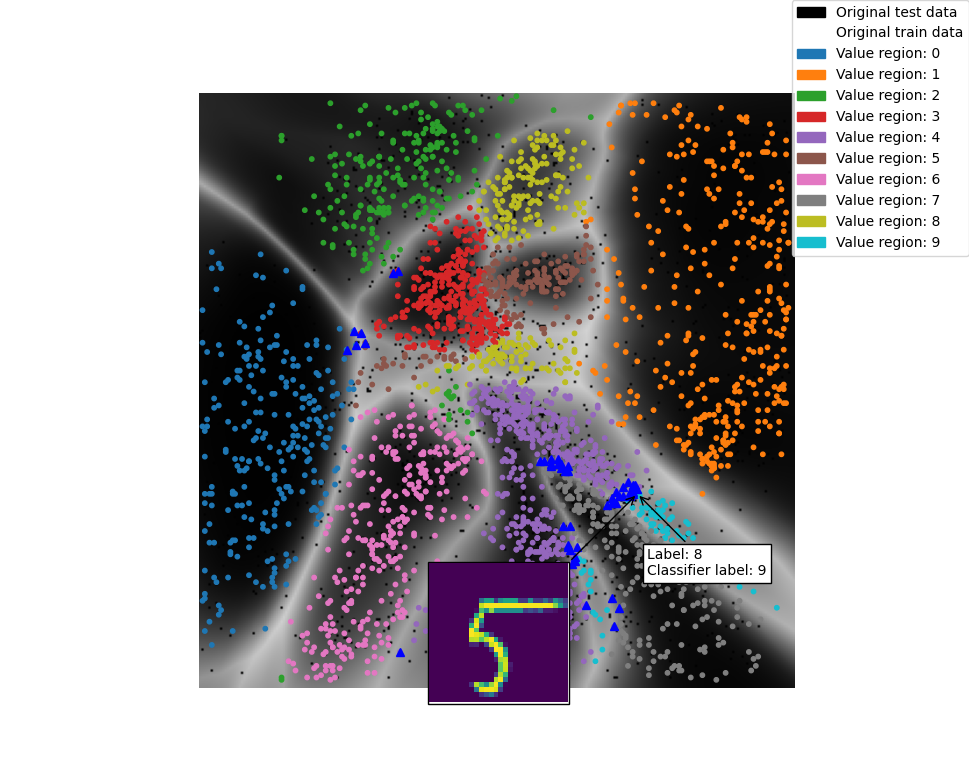 Original test data
Original train data
Value region: 0
Value region: 1
Value region: 2
Value region: 3
Value region: 4
Value region: 5
Value region: 6
Value region: 7
Value region: 8
Value region: 9
Label: 8
Classifier label: 9
5